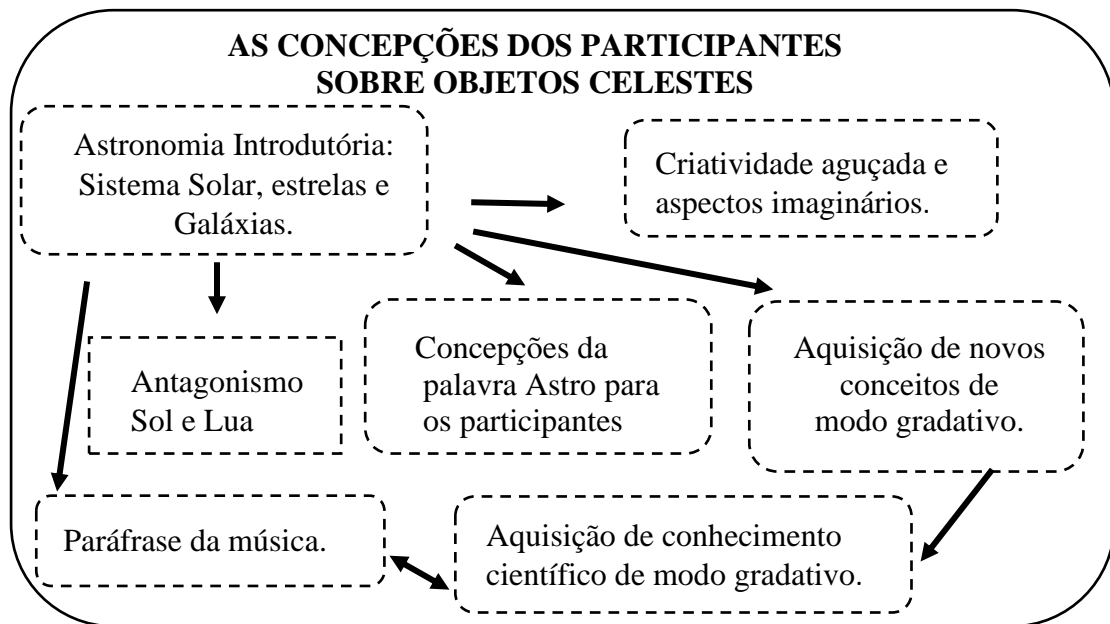 AS CONCEPÇÕES DOS PARTICIPANTES
SOBRE OBJETOS CELESTES
Astronomia Introdutória:
Sistema Solar, estrelas e
Galáxias.
Criatividade aguçada e
aspectos imaginários.
Antagonismo
Sol e Lua
Concepções da
palavra Astro para
os participantes
Aquisição de novos
conceitos de
modo gradativo.
Paráfrase da música.
Aquisição de conhecimento
científico de modo gradativo.